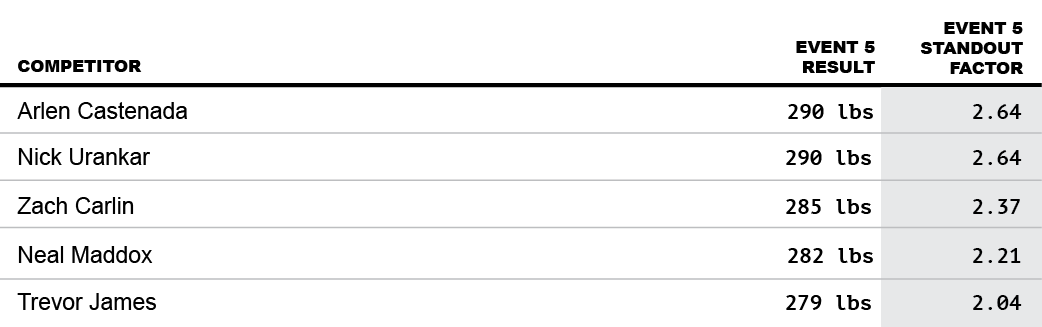 COMPETITOR EVENT 5 RESULT EVENT 5 STANDOUT FACTOR
Arlen Castenada 290 lbs 2.64
Nick Urankar 290 lbs 2.64
Zach Carlin 285 lbs 2.37
Neal Maddox 282 lbs 2.21
Trevor James 279 lbs 2.04